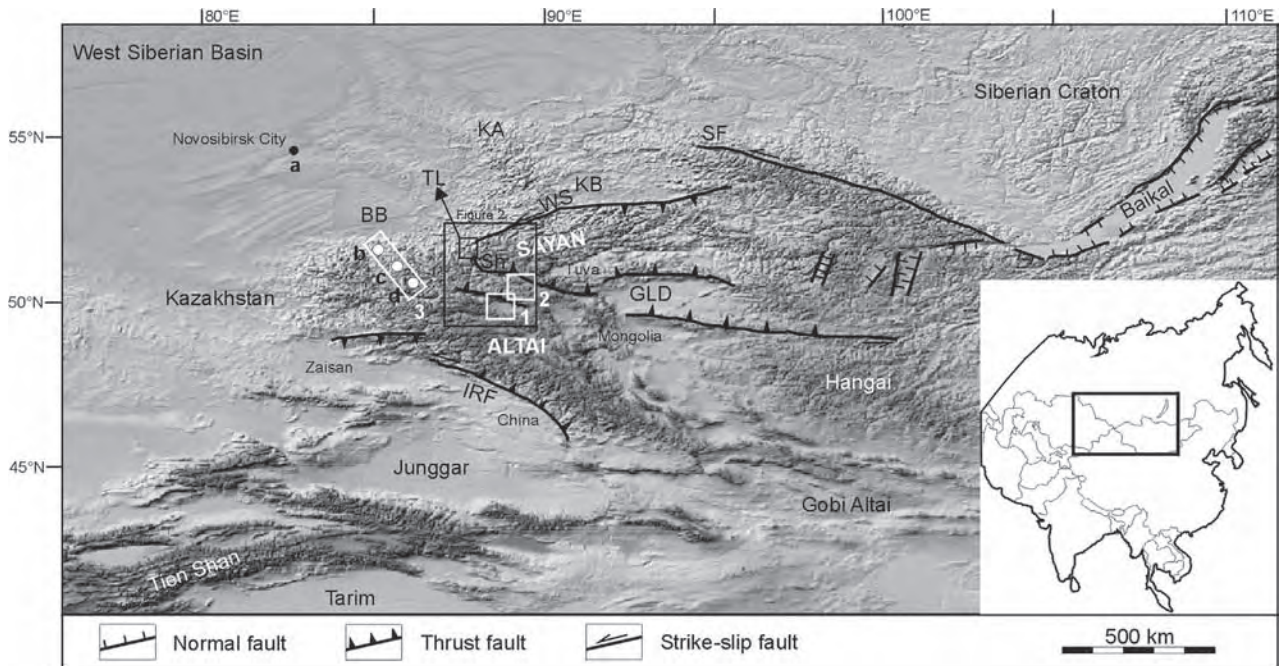 80°E 90°E 100°E 110°E
West Siberian Basin
Siberian Craton
55°N
Novosibirsk City
a
KA
SF
TL
KB
WS
Baikal
BB
Figure 2
b
SAYAN
c
Sh
Tuva
d
Kazakhstan
50°N
3
2
GLD
1
ALTAI
Mongolia
Zaisan
Hangai
IRF
China
45°N
Junggar
Gobi Altai
Tien Shan
Tarim
Normal fault Thrust fault Strike-slip fault 500 km